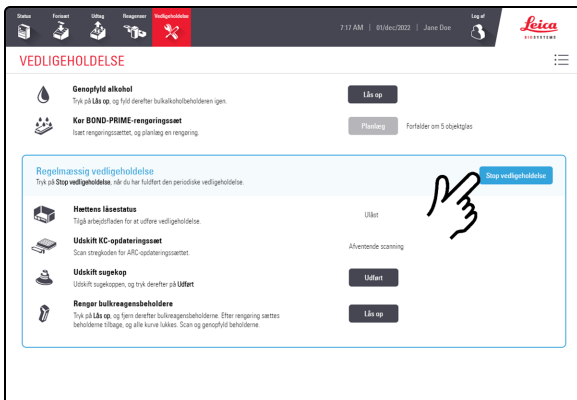 Status Forsæt Udtag Reagenser Vedligeholdelse
7:17 AM | 01/dec/2022 | Jane Doe
Log af
Leica
BIOSYSTEMS
VEDLIGEHOLDELSE
Genopfyld alkohol
Tryk på Lås op, og fyld derefter bulkalkoholbeholderen igen.
Lås op
Kør BOND-PRIME-rengøringssæt
Isæt rengøringssættet, og planlæg en rengøring.
Planlæg
Forfalder om 5 objektglas
Regelmæssig vedligeholdelse
Tryk på Stop vedligeholdelse, når du har fuldført den periodiske vedligeholdelse.
Stop vedligeholdelse
Hættens låsestatus
Tilgå arbejdsfladen for at udføre vedligeholdelse.
Ulåst
Udskift KC-opdateringssæt
Scan stregkoden for ARC-opdateringssættet.
Afventende scanning
Udskift sugekop
Udskift sugekoppen, og tryk derefter på Udført
Udført
Rengør bulkreagensbeholdere
Tryk på Lås op, og fjern derefter bulkreagensbeholderne. Efter rengøring sættes
beholderne tilbage, og alle kurve lukkes. Scan og genopfyld beholderne.
Lås op